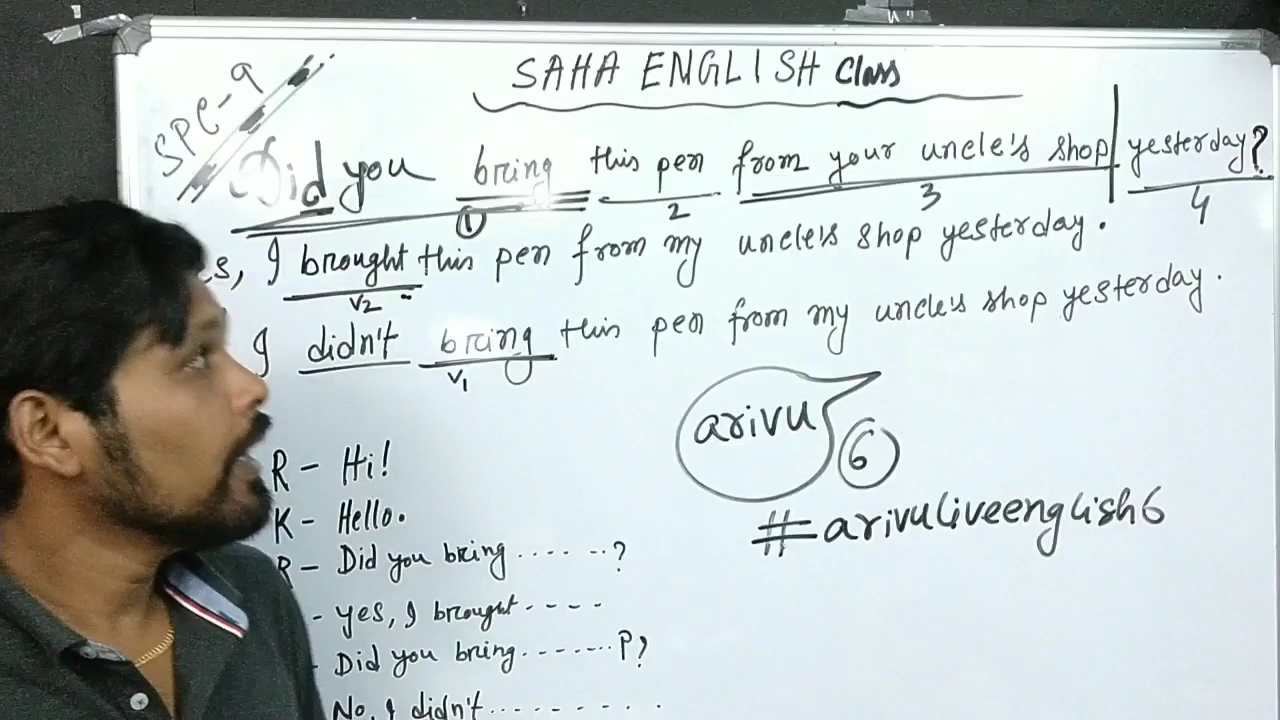 SAHA ENGLISH Class
SPC-9
Did you bring this pen from your uncle's shop yesterday?
1 2 3 4
es, I brought this pen from my uncle's shop yesterday.
V2
I didn't bring this pen from my uncle's shop yesterday.
V1
arivu
6
#arivuliveenglish6
R - Hi!
K - Hello.
R - Did you bring ......?
- yes, I brought ----
- Did you bring ....... P?
No, I didn't ..........